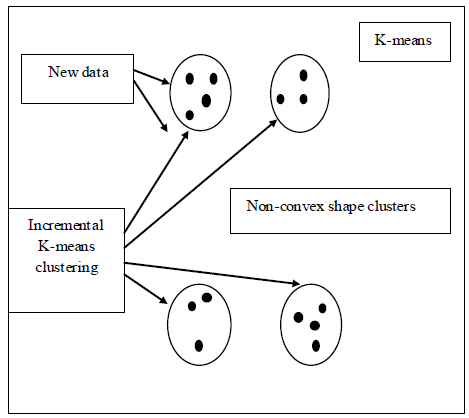 K-means
New data
Non-convex shape clusters
Incremental
K-means
clustering